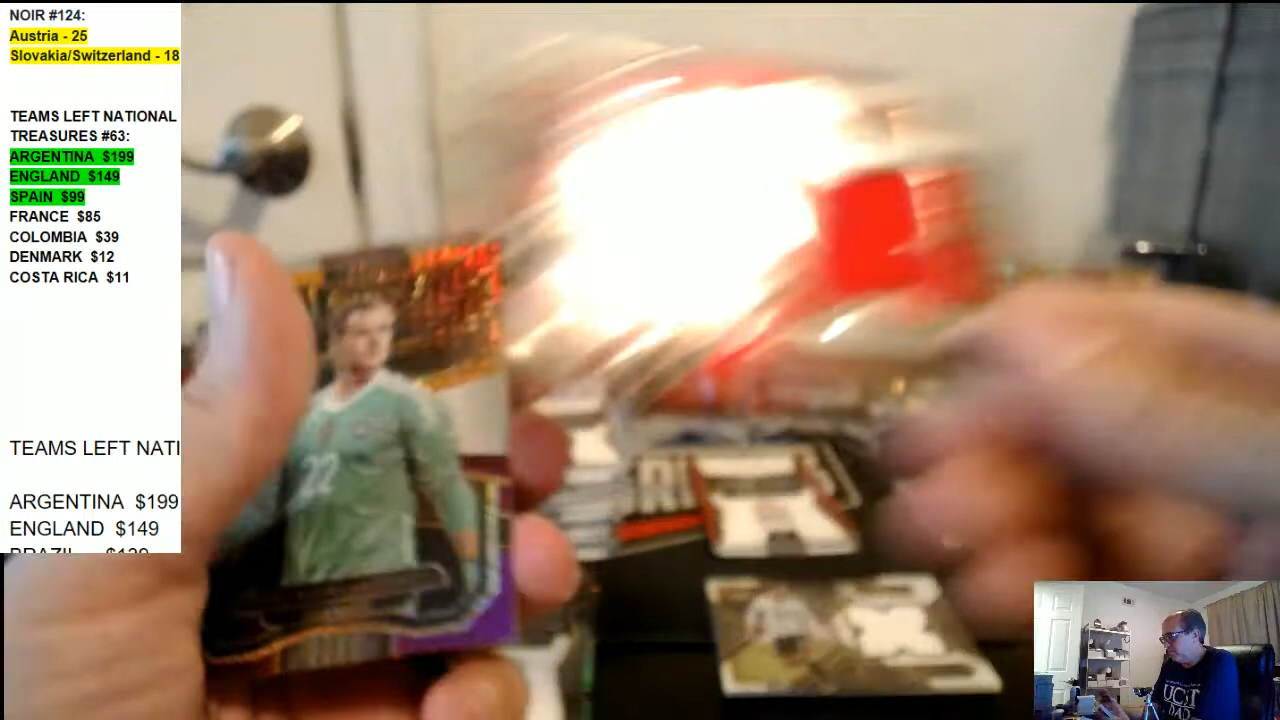 NOIR #124:
Austria - 25
Slovakia/Switzerland - 18
TEAMS LEFT NATIONAL
TREASURES #63:
ARGENTINA $199
ENGLAND $149
SPAIN $99
FRANCE $85
COLOMBIA $39
DENMARK $12
COSTA RICA $11
TEAMS LEFT NATI
ARGENTINA $199
ENGLAND $149
22